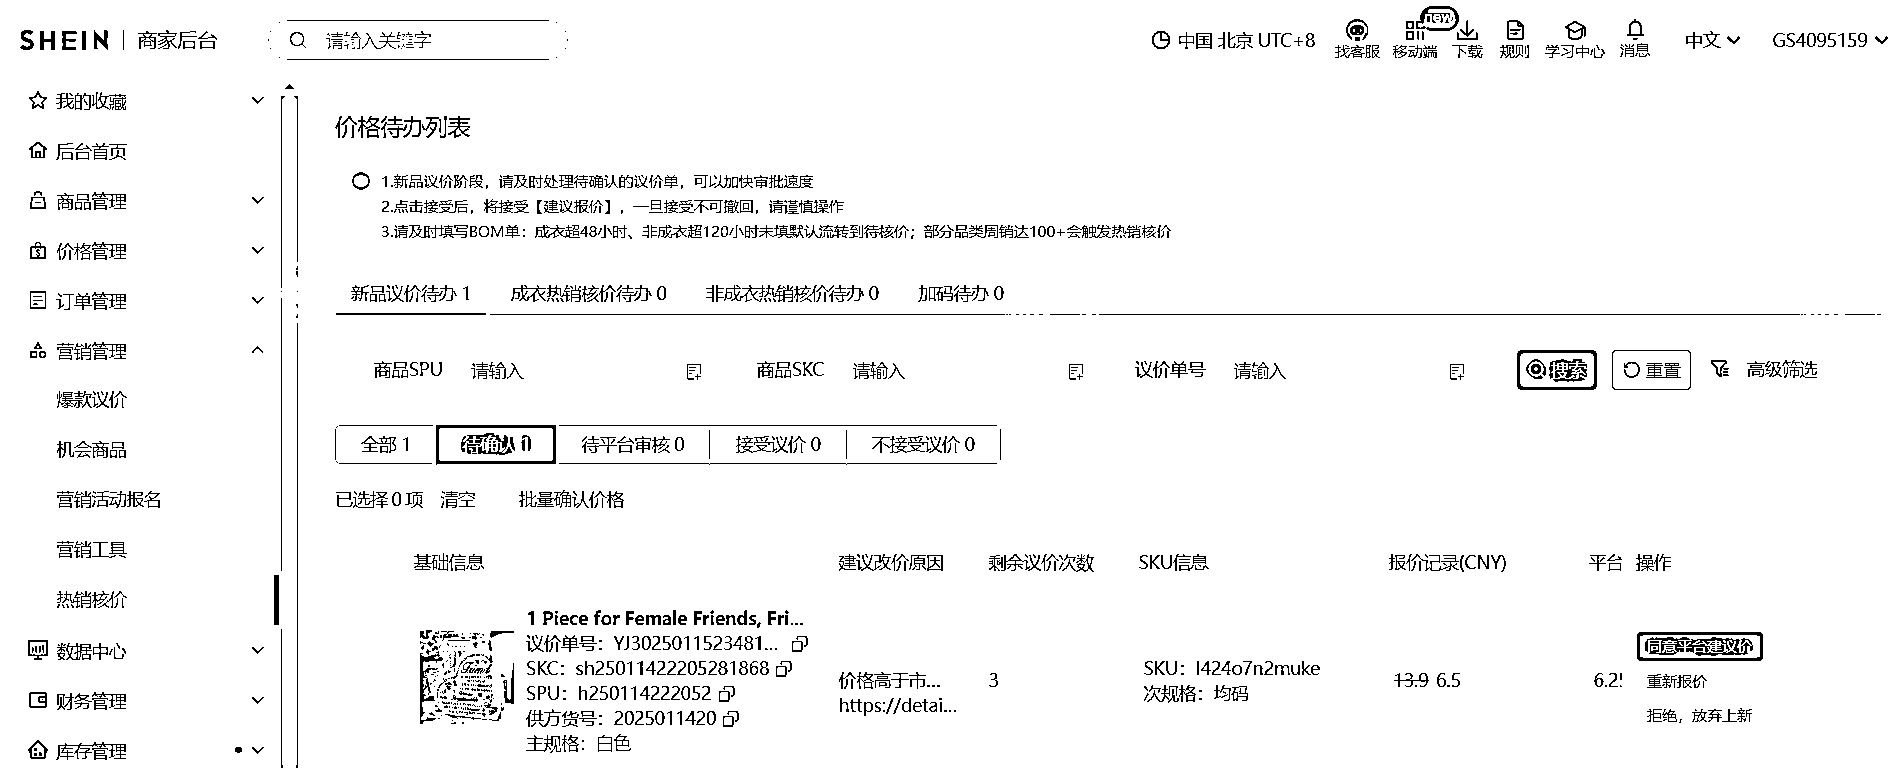 SHEIN 商家后台 请输入关键字 中国 北京 UTC+8 找客服 移动端 new 下载 规则 学习中心 消息 中文 GS4095159
我的收藏
后台首页
商品管理
价格管理
订单管理
营销管理
爆款议价
机会商品
营销活动报名
营销工具
热销核价
数据中心
财务管理
库存管理
价格待办列表
1.新品议价阶段，请及时处理待确认的议价单，可以加快审批速度
2.点击接受后，将接受【建议报价】，一旦接受不可撤回，请谨慎操作
3.请及时填写BOM单：成衣超48小时、非成衣超120小时未填默认流转到待核价；部分品类周销达100+会触发热销核价
新品议价待办 1 成衣热销核价待办 0 非成衣热销核价待办 0 加码待办 0
商品SPU 请输入 商品SKC 请输入 议价单号 请输入 搜索 重置 高级筛选
全部 1 待确认 待平台审核 0 接受议价 0 不接受议价 0
已选择 0 项 清空 批量确认价格
基础信息 建议改价原因 剩余议价次数 SKU信息 报价记录(CNY) 平台 操作
1 Piece for Female Friends, Fri...
议价单号：YJ3025011523481...
SKC：sh25011422205281868
SPU：h250114222052
供方货号：2025011420
主规格：白色
价格高于市...
https://detai...
3
SKU：l424o7n2muke
次规格：均码
13.9 6.5
6.2
同意平台建议价
重新报价
拒绝，放弃上新